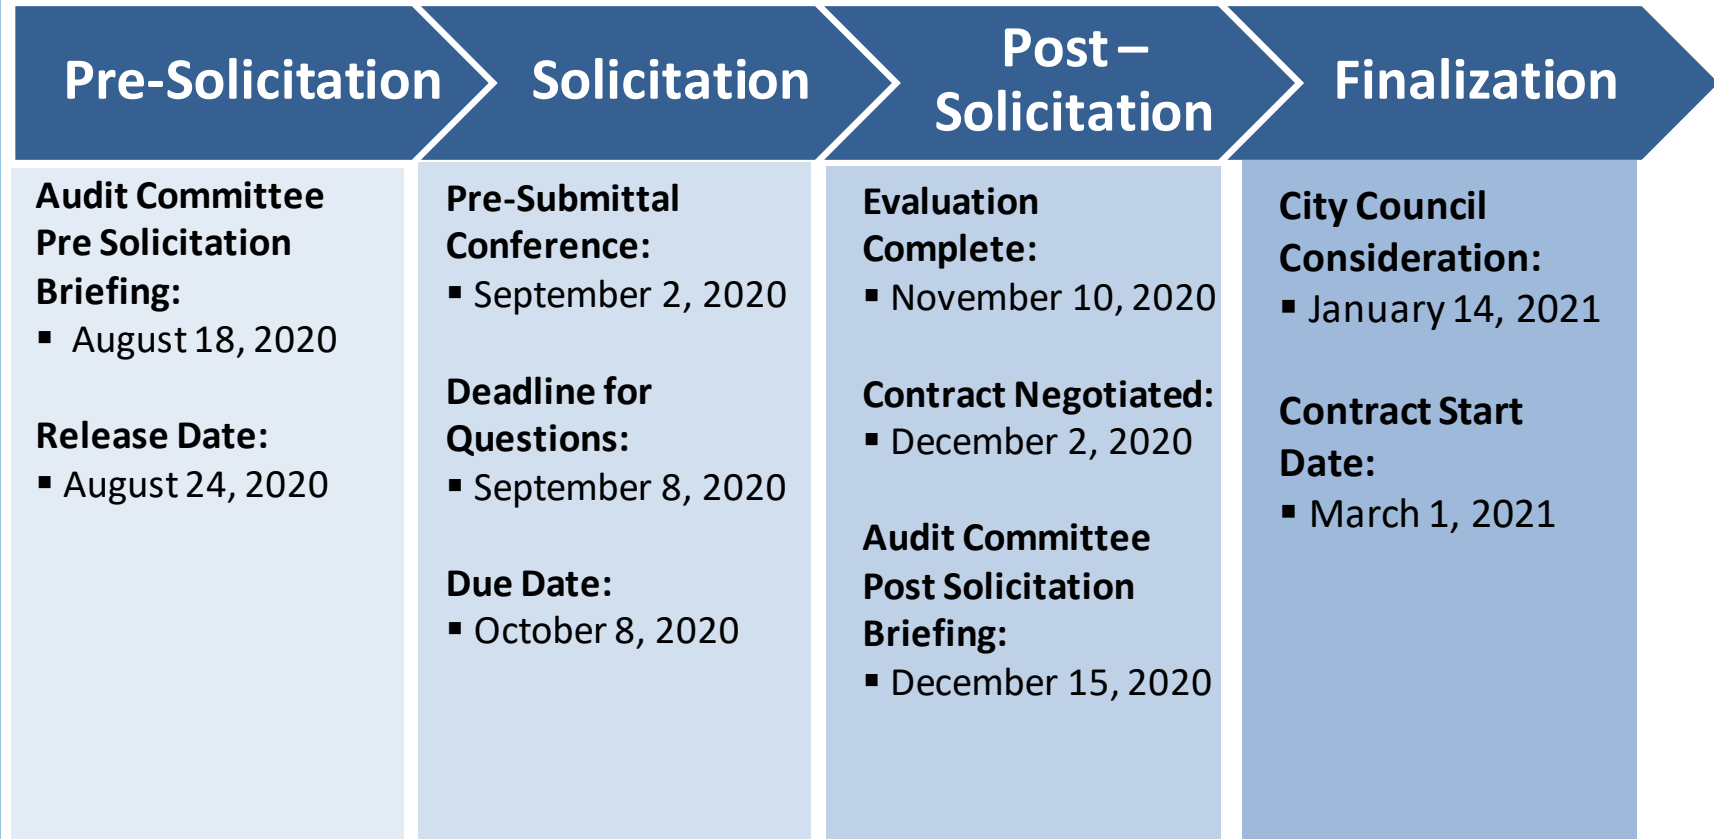 Pre-Solicitation
Solicitation
Post –
Solicitation
Finalization
Audit Committee
Pre Solicitation
Briefing:
▪ August 18, 2020
Release Date:
▪ August 24, 2020
Pre-Submittal
Conference:
▪ September 2, 2020
Deadline for
Questions:
▪ September 8, 2020
Due Date:
▪ October 8, 2020
Evaluation
Complete:
▪ November 10, 2020
Contract Negotiated:
▪ December 2, 2020
Audit Committee
Post Solicitation
Briefing:
▪ December 15, 2020
City Council
Consideration:
▪ January 14, 2021
Contract Start
Date:
▪ March 1, 2021